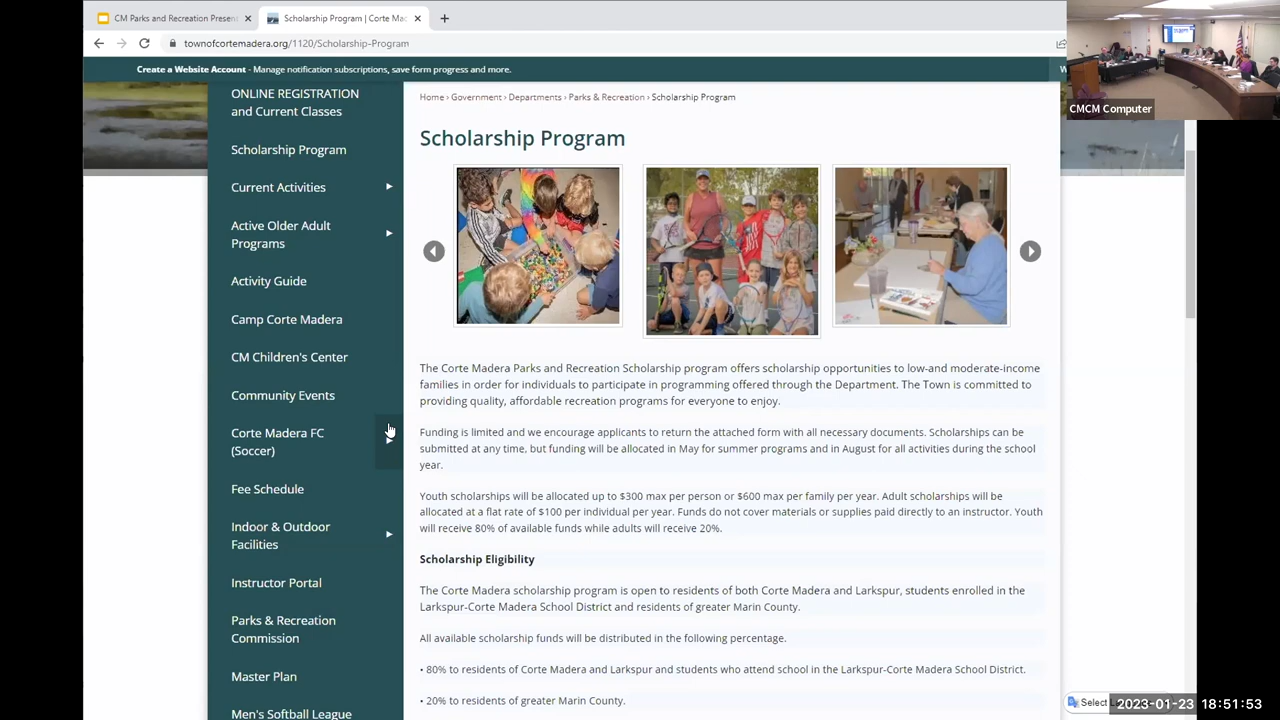 CM Parks and Recreation Present
Scholarship Program | Corte Mad
townofcortemadera.org/1120/Scholarship-Program
Create a Website Account - Manage notification subscriptions, save form progress and more.
W
CMCM Computer
ONLINE REGISTRATION
and Current Classes
Scholarship Program
Current Activities
Active Older Adult
Programs
Activity Guide
Camp Corte Madera
CM Children's Center
Community Events
Corte Madera FC
(Soccer)
Fee Schedule
Indoor & Outdoor
Facilities
Instructor Portal
Parks & Recreation
Commission
Master Plan
Men's Softball League
Home › Government › Departments › Parks & Recreation › Scholarship Program
Scholarship Program
The Corte Madera Parks and Recreation Scholarship program offers scholarship opportunities to low-and moderate-income
families in order for individuals to participate in programming offered through the Department. The Town is committed to
providing quality, affordable recreation programs for everyone to enjoy.
Funding is limited and we encourage applicants to return the attached form with all necessary documents. Scholarships can be
submitted at any time, but funding will be allocated in May for summer programs and in August for all activities during the school
year.
Youth scholarships will be allocated up to $300 max per person or $600 max per family per year. Adult scholarships will be
allocated at a flat rate of $100 per individual per year. Funds do not cover materials or supplies paid directly to an instructor. Youth
will receive 80% of available funds while adults will receive 20%.
Scholarship Eligibility
The Corte Madera scholarship program is open to residents of both Corte Madera and Larkspur, students enrolled in the
Larkspur-Corte Madera School District and residents of greater Marin County.
All available scholarship funds will be distributed in the following percentage.
• 80% to residents of Corte Madera and Larkspur and students who attend school in the Larkspur-Corte Madera School District.
• 20% to residents of greater Marin County.
Select
2023-01-23 18:51:53